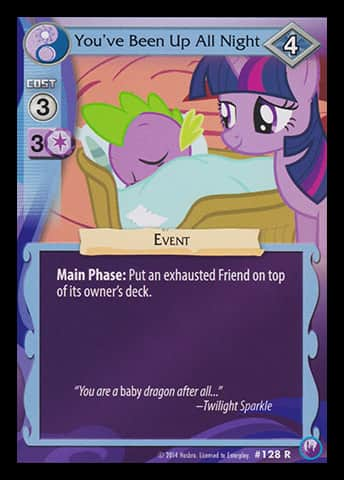 You've Been Up All Night
4
COST
3
3
EVENT
Main Phase: Put an exhausted Friend on top
of its owner's deck.
"You are a baby dragon after all..."
–Twilight Sparkle
© 2014 Hasbro. Licensed to Enterplay. #128 R